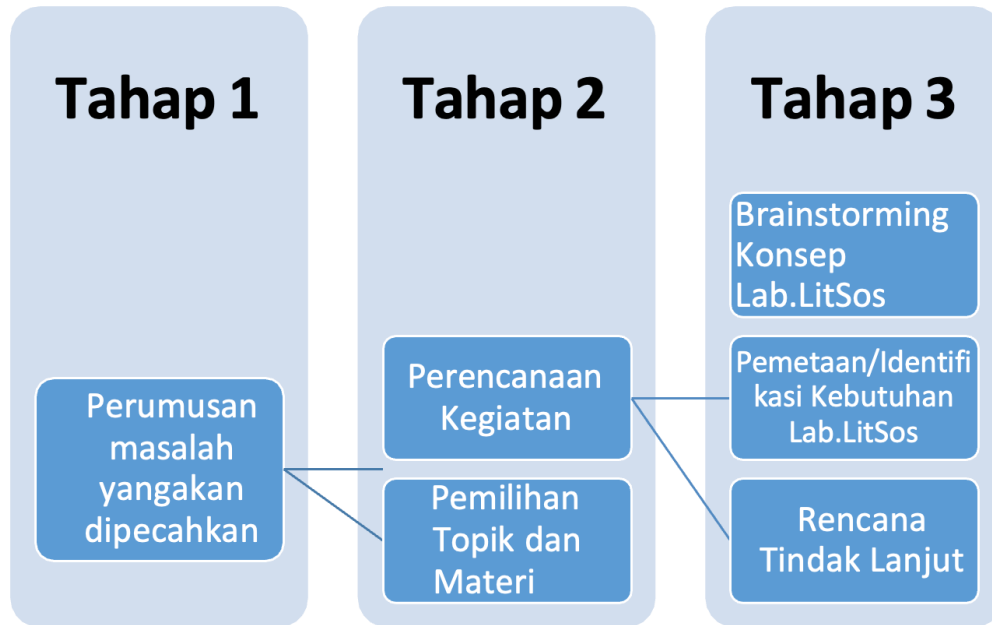 Tahap 1
Perumusan
masalah
yangakan
dipecahkan
Tahap 2
Perencanaan
Kegiatan
Pemilihan
Topik dan
Materi
Tahap 3
Brainstorming
Konsep
Lab.LitSos
Pemetaan/Identifi
kasi Kebutuhan
Lab.LitSos
Rencana
Tindak Lanjut